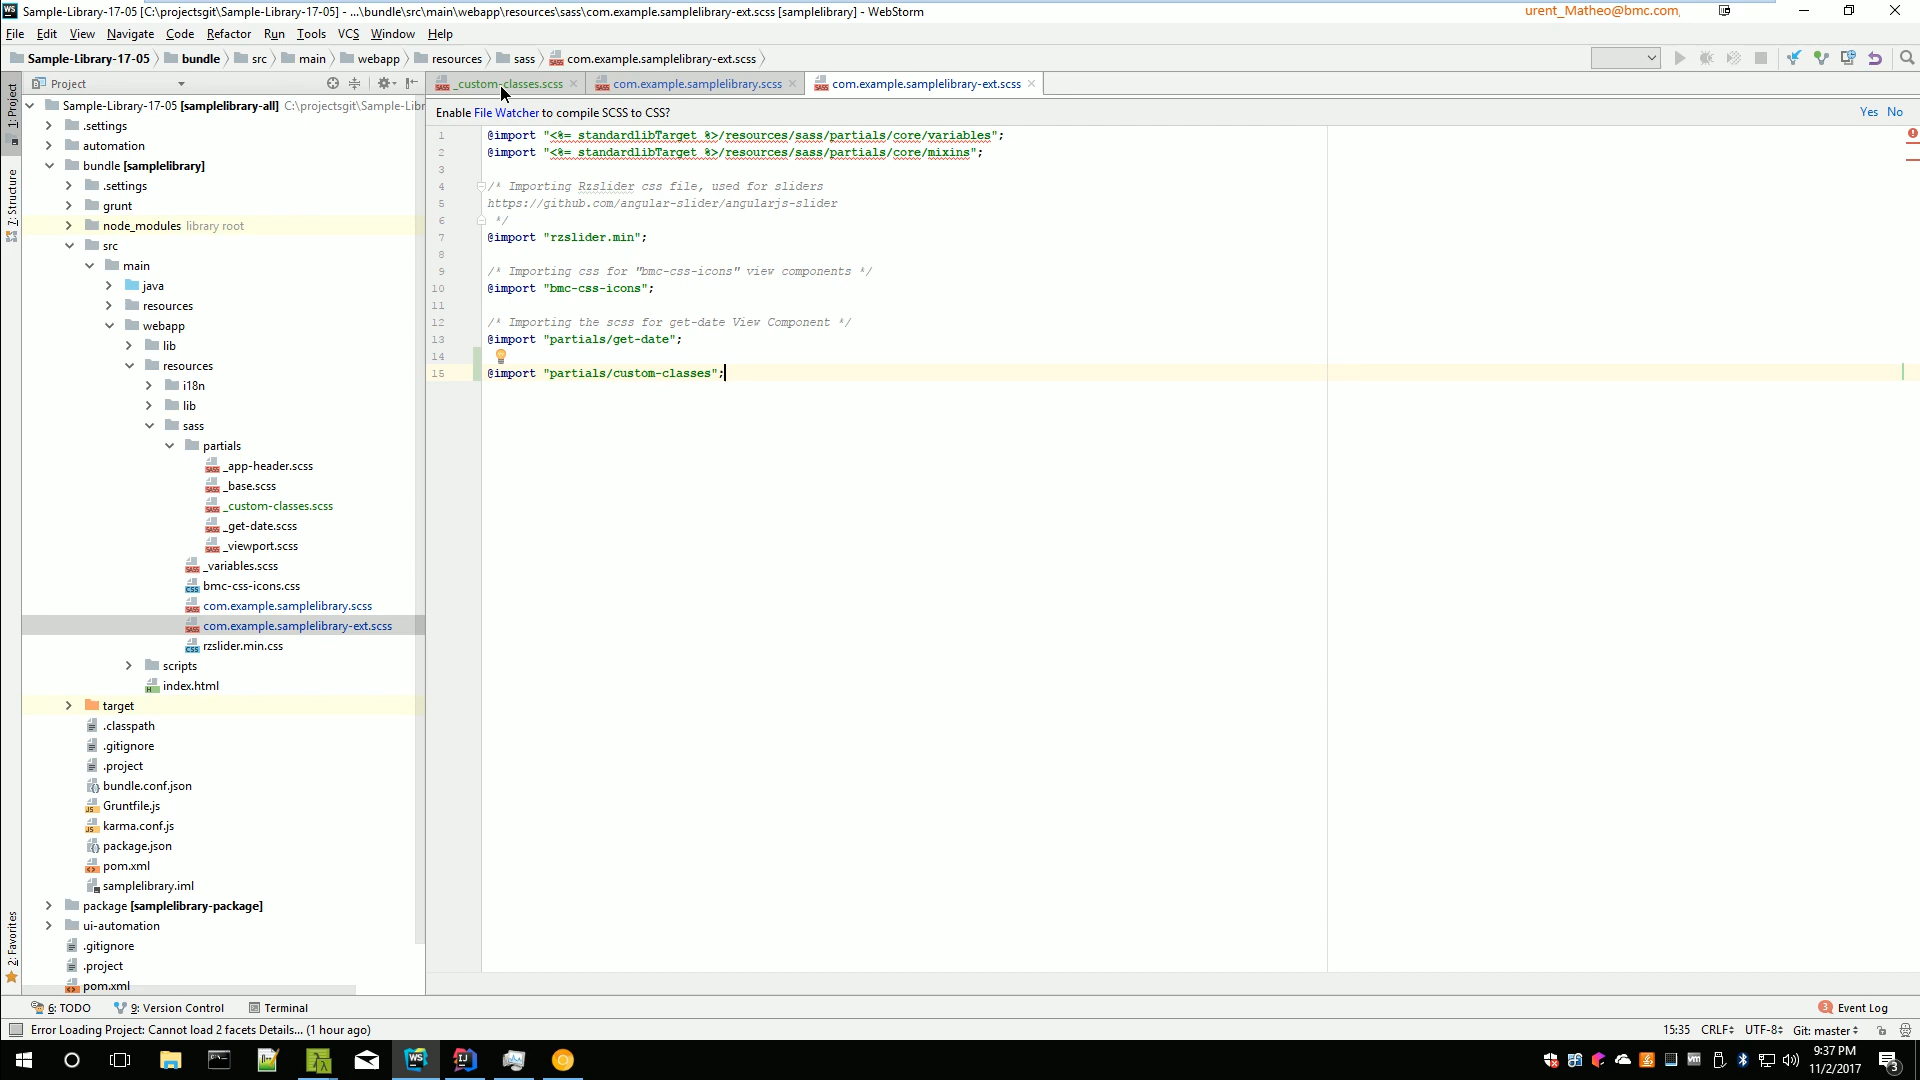 Sample-Library-17-05 [C:\projectsgit\Sample-Library-17-05] - ...\bundle\src\main\webapp\resources\sass\com.example.samplelibrary-ext.scss [samplelibrary] - WebStorm
urent_Matheo@bmc.com,
File Edit View Navigate Code Refactor Run Tools VCS Window Help
Sample-Library-17-05 bundle src main webapp resources sass com.example.samplelibrary-ext.scss
Project
_custom-classes.scss com.example.samplelibrary.scss com.example.samplelibrary-ext.scss
1: Project
7: Structure
2: Favorites
Sample-Library-17-05 [samplelibrary-all] C:\projectsgit\Sample-Libr
.settings
automation
bundle [samplelibrary]
.settings
grunt
node_modules library root
src
main
java
resources
webapp
lib
resources
i18n
lib
sass
partials
_app-header.scss
_base.scss
_custom-classes.scss
_get-date.scss
_viewport.scss
_variables.scss
bmc-css-icons.css
com.example.samplelibrary.scss
com.example.samplelibrary-ext.scss
rzslider.min.css
scripts
index.html
target
.classpath
.gitignore
.project
bundle.conf.json
Gruntfile.js
karma.conf.js
package.json
pom.xml
samplelibrary.iml
package [samplelibrary-package]
ui-automation
.gitignore
.project
pom.xml
Enable File Watcher to compile SCSS to CSS? Yes No
1 @import "<%= standardlibTarget %>/resources/sass/partials/core/variables";
2 @import "<%= standardlibTarget %>/resources/sass/partials/core/mixins";
3
4 /* Importing Rzslider css file, used for sliders
5 https://github.com/angular-slider/angularjs-slider
6 */
7 @import "rzslider.min";
8
9 /* Importing css for "bmc-css-icons" view components */
10 @import "bmc-css-icons";
11
12 /* Importing the scss for get-date View Component */
13 @import "partials/get-date";
14
15 @import "partials/custom-classes";
6: TODO 9: Version Control Terminal 3 Event Log
Error Loading Project: Cannot load 2 facets Details... (1 hour ago) 15:35 CRLF UTF-8 Git: master
9:37 PM
11/2/2017
3